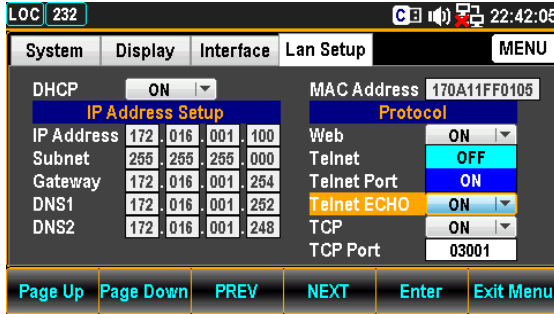 LOC 232 C 22:42:05
System Display Interface Lan Setup MENU
DHCP ON MAC Address 170A11FF0105
IP Address Setup Protocol
IP Address 172 . 016 . 001 . 100 Web ON
Subnet 255 . 255 . 255 . 000 Telnet OFF
Gateway 172 . 016 . 001 . 254 Telnet Port ON
DNS1 172 . 016 . 001 . 252 Telnet ECHO ON
DNS2 172 . 016 . 001 . 248 TCP ON
TCP Port 03001
Page Up Page Down PREV NEXT Enter Exit Menu